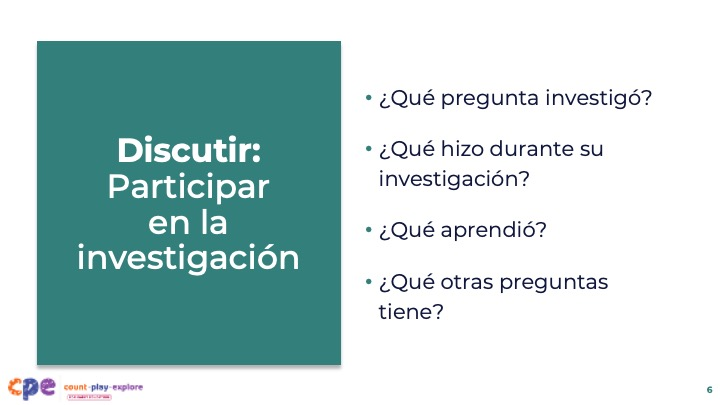 Discutir:
Participar
en la
investigación
• ¿Qué pregunta investigó?
• ¿Qué hizo durante su
investigación?
• ¿Qué aprendió?
• ¿Qué otras preguntas
tiene?
cpe
count-play-explore
6